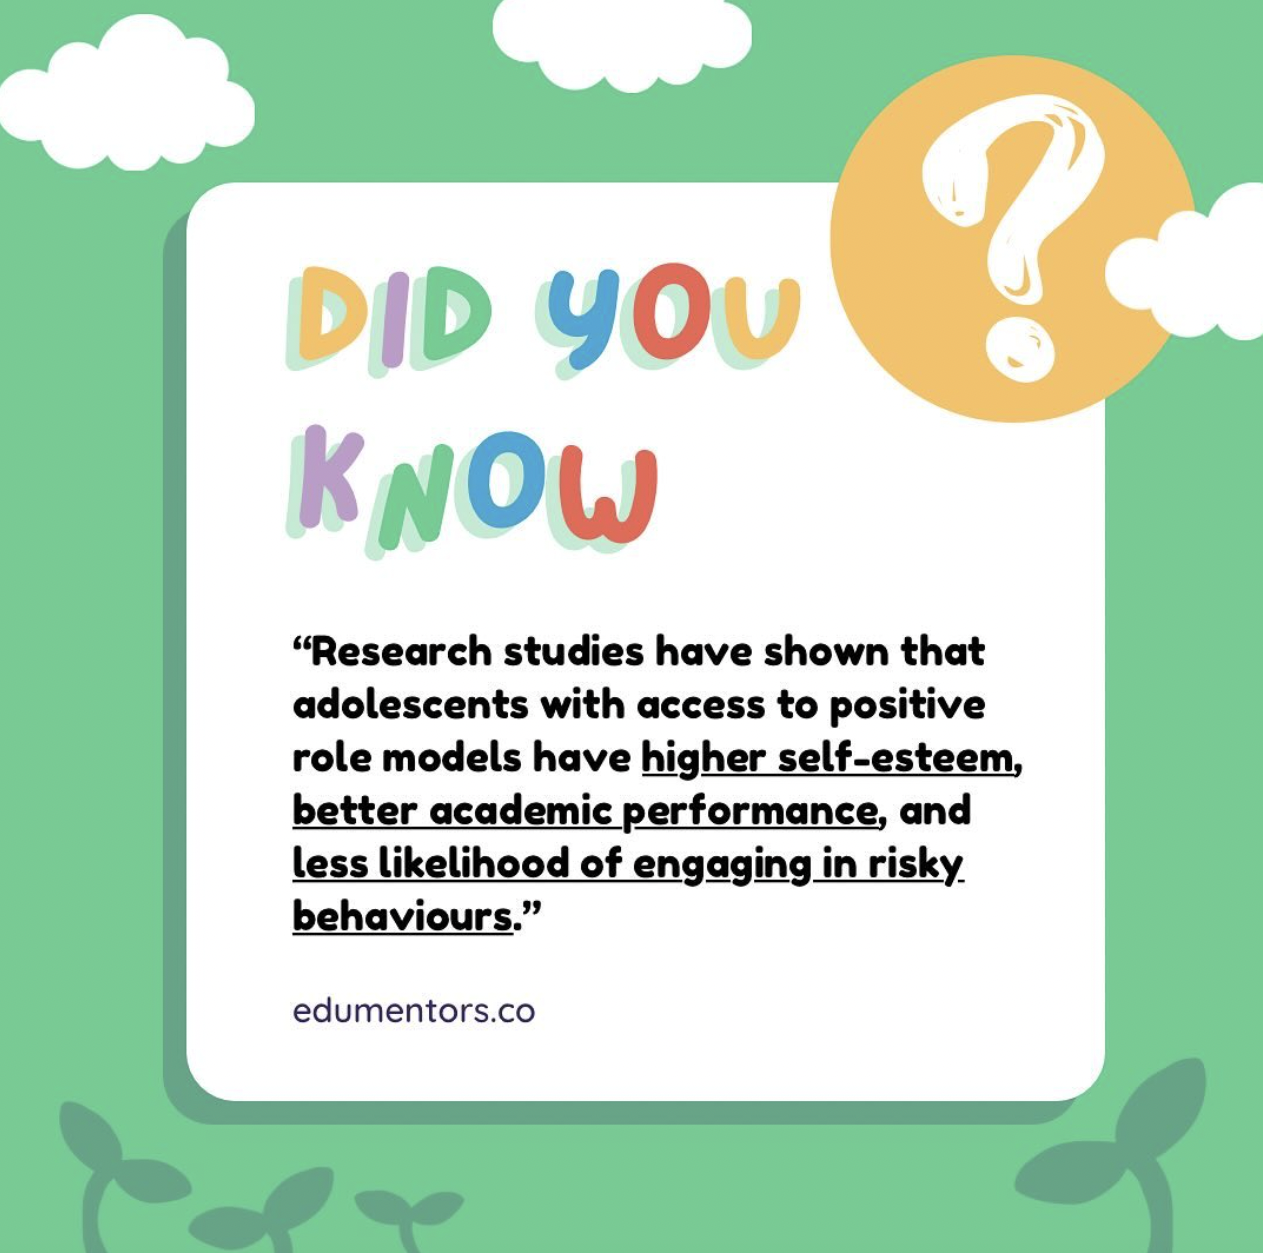 DID YOU
KNOW
?
“Research studies have shown that
adolescents with access to positive
role models have higher self-esteem,
better academic performance, and
less likelihood of engaging in risky
behaviours.”
edumentors.co